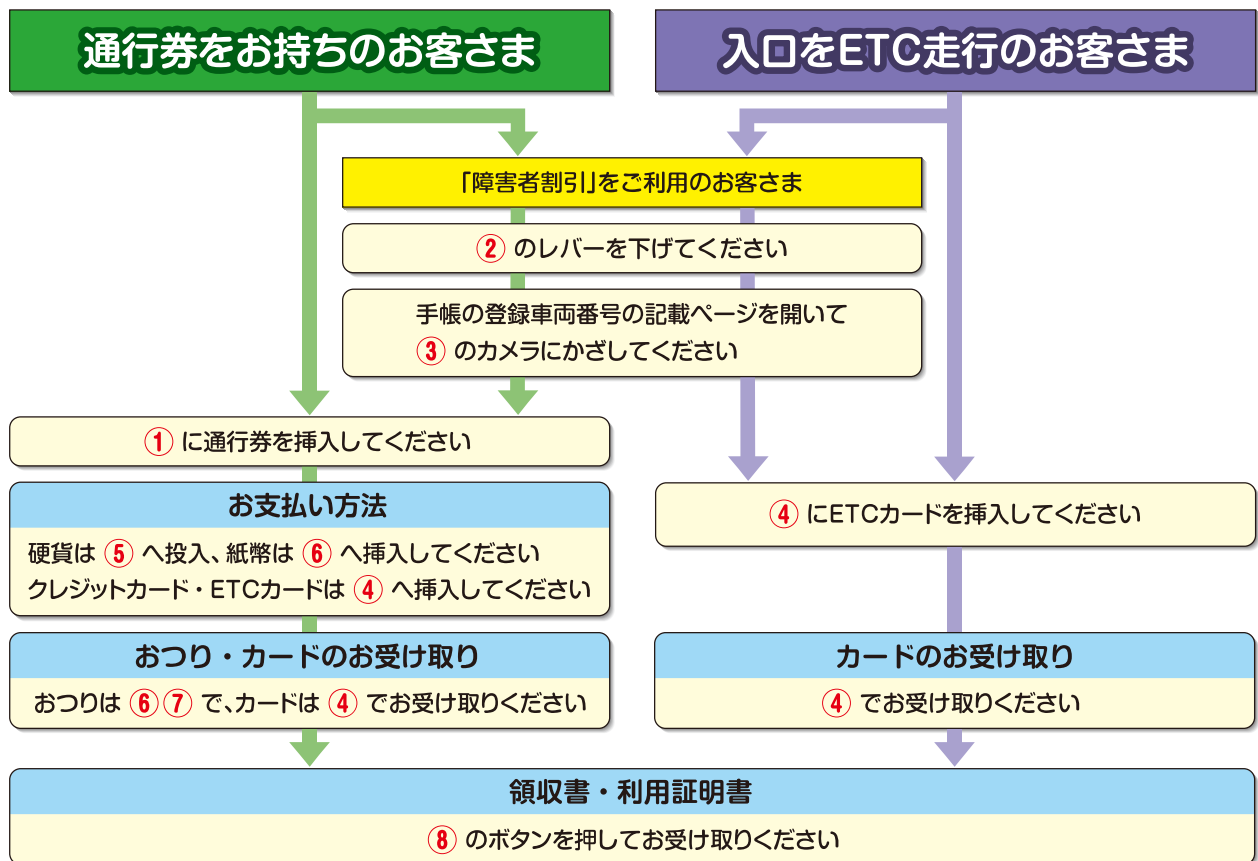 通行券をお持ちのお客さま
入口をETC走行のお客さま
「障害者割引」をご利用のお客さま
② のレバーを下げてください
手帳の登録車両番号の記載ページを開いて
③ のカメラにかざしてください
① に通行券を挿入してください
お支払い方法
硬貨は ⑤ へ投入、紙幣は ⑥ へ挿入してください
クレジットカード・ETCカードは ④ へ挿入してください
④ にETCカードを挿入してください
おつり・カードのお受け取り
おつりは ⑥⑦ で、カードは ④ でお受け取りください
カードのお受け取り
④ でお受け取りください
領収書・利用証明書
⑧ のボタンを押してお受け取りください